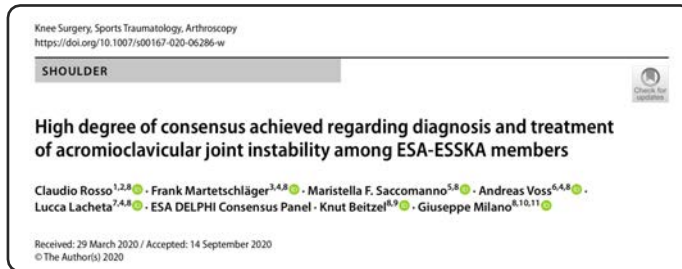 Knee Surgery, Sports Traumatology, Arthroscopy
https://doi.org/10.1007/s00167-020-06286-w
SHOULDER
Check for
updates
High degree of consensus achieved regarding diagnosis and treatment
of acromioclavicular joint instability among ESA-ESSKA members
Claudio Rosso1,2,8 · Frank Martetschläger3,4,8 · Maristella F. Saccomanno5,8 · Andreas Voss6,4,8 ·
Lucca Lacheta7,4,8 · ESA DELPHI Consensus Panel · Knut Beitzel8,9 · Giuseppe Milano8,10,11
Received: 29 March 2020 / Accepted: 14 September 2020
© The Author(s) 2020